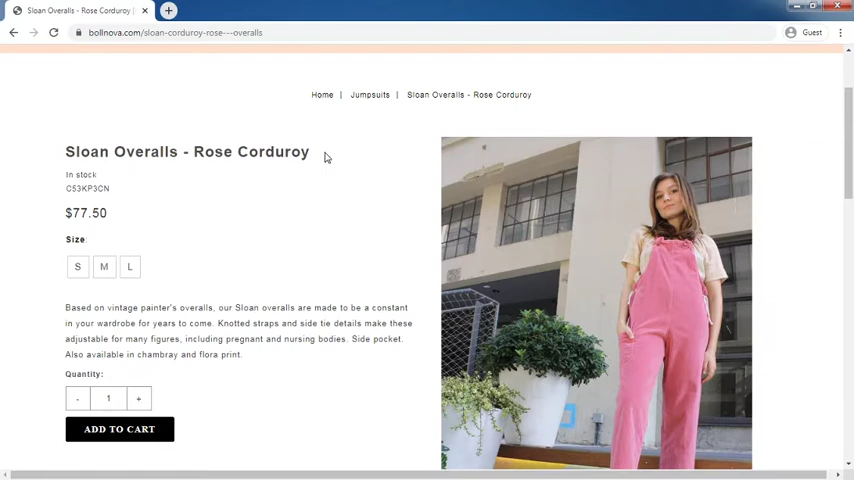 Sloan Overalls - Rose Corduroy |
bollnova.com/sloan-corduroy-rose---overalls
Guest
Home | Jumpsuits | Sloan Overalls - Rose Corduroy
Sloan Overalls - Rose Corduroy
In stock
C53KP3CN
$77.50
Size:
S M L
Based on vintage painter's overalls, our Sloan overalls are made to be a constant
in your wardrobe for years to come. Knotted straps and side tie details make these
adjustable for many figures, including pregnant and nursing bodies. Side pocket.
Also available in chambray and flora print.
Quantity:
- 1 +
ADD TO CART